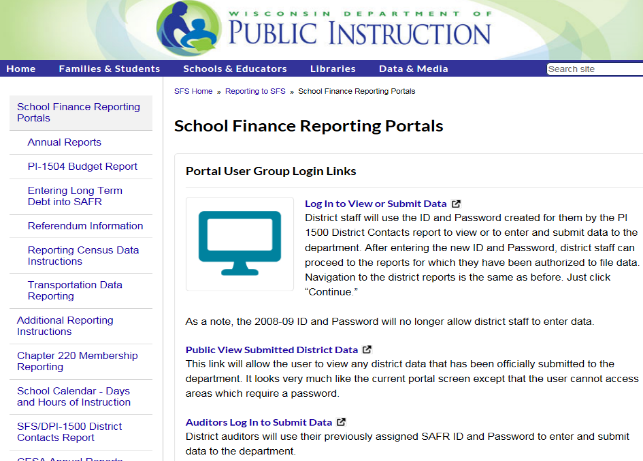 WISCONSIN DEPARTMENT OF
PUBLIC INSTRUCTION
Home Families & Students Schools & Educators Libraries Data & Media Search site
School Finance Reporting
Portals
Annual Reports
PI-1504 Budget Report
Entering Long Term
Debt into SAFR
Referendum Information
Reporting Census Data
Instructions
Transportation Data
Reporting
Additional Reporting
Instructions
Chapter 220 Membership
Reporting
School Calendar - Days
and Hours of Instruction
SFS/DPI-1500 District
Contacts Report
CESA Annual Reports
SFS Home » Reporting to SFS » School Finance Reporting Portals
School Finance Reporting Portals
Portal User Group Login Links
Log In to View or Submit Data
District staff will use the ID and Password created for them by the PI
1500 District Contacts report to view or to enter and submit data to the
department. After entering the new ID and Password, district staff can
proceed to the reports for which they have been authorized to file data.
Navigation to the district reports is the same as before. Just click
“Continue.”
As a note, the 2008-09 ID and Password will no longer allow district staff to enter data.
Public View Submitted District Data
This link will allow the user to view any district data that has been officially submitted to the
department. It looks very much like the current portal screen except that the user cannot access
areas which require a password.
Auditors Log In to Submit Data
District auditors will use their previously assigned SAFR ID and Password to enter and submit
data to the department.